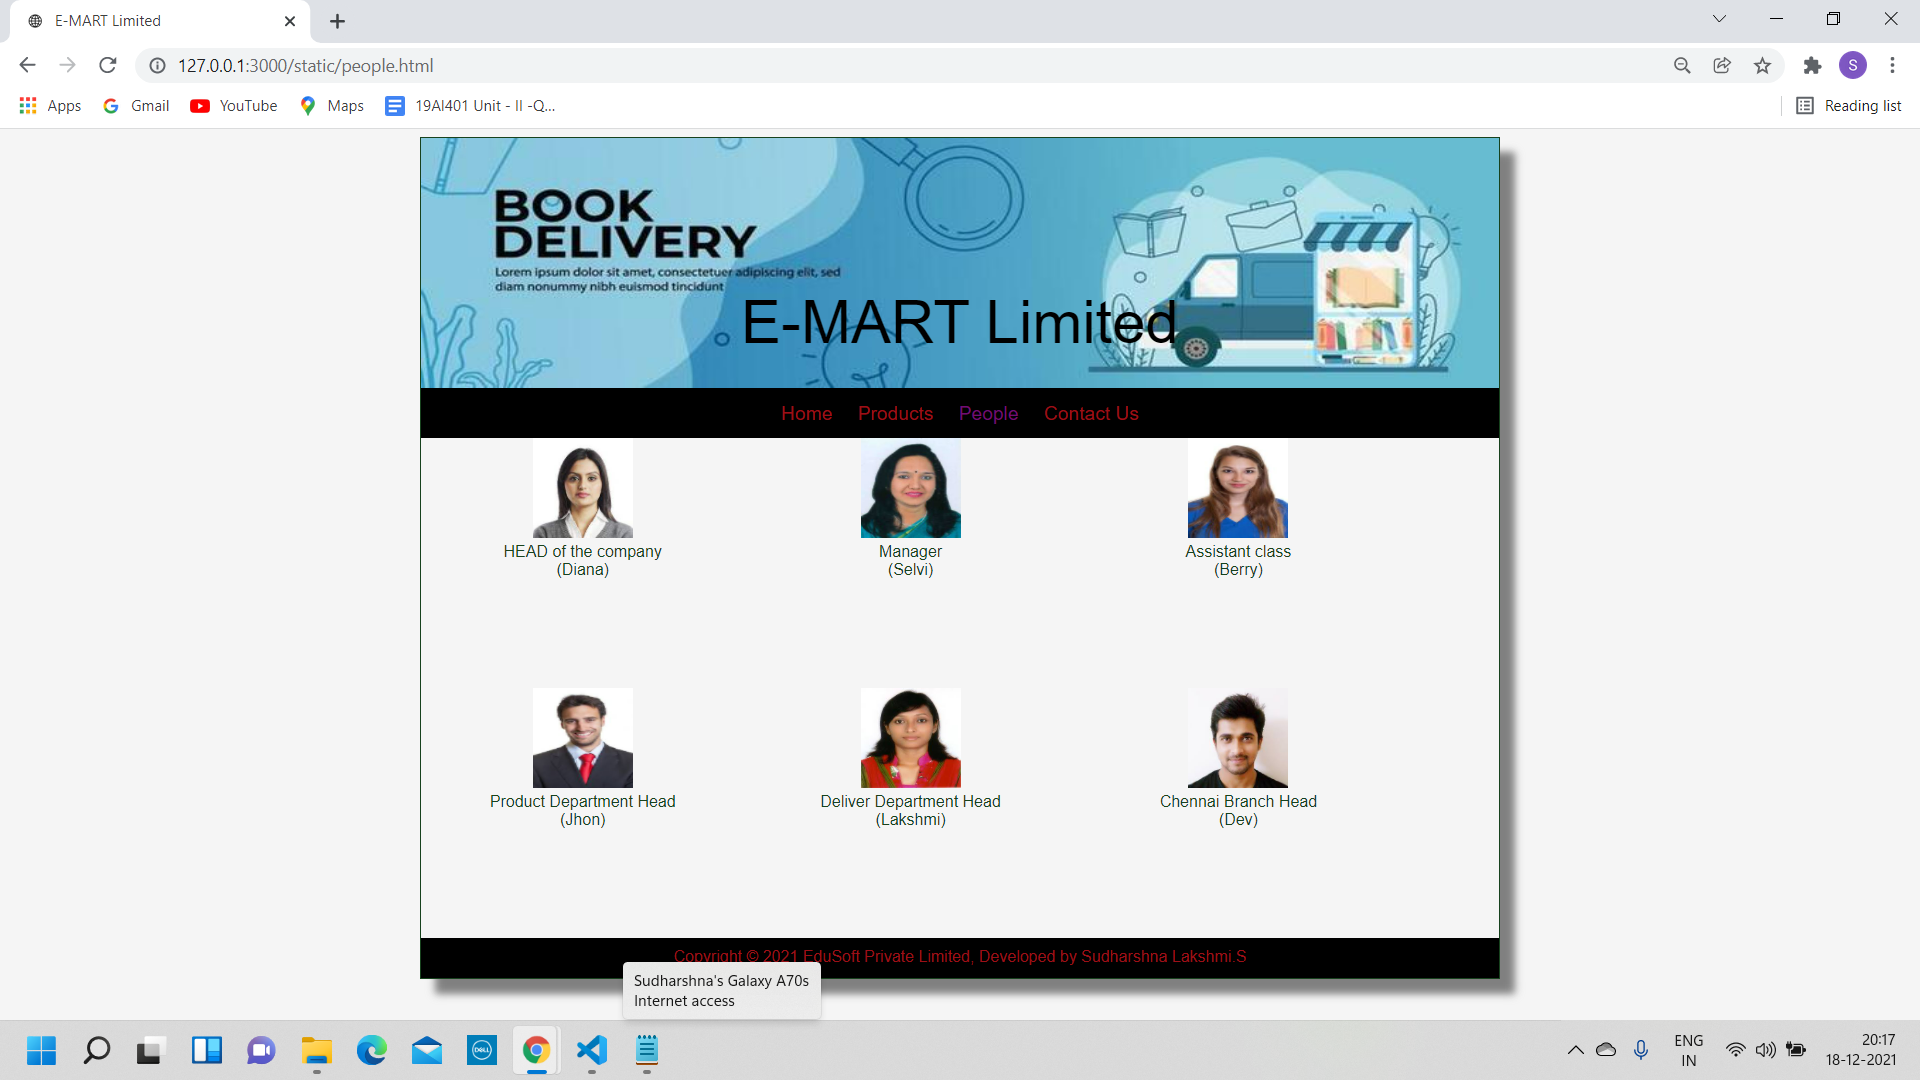 E-MART Limited
127.0.0.1:3000/static/people.html
S
Apps
Gmail
YouTube
Maps
19AI401 Unit - II -Q...
Reading list
BOOK
DELIVERY
Lorem ipsum dolor sit amet, consectetuer adipiscing elit, sed
diam nonummy nibh euismod tincidunt
E-MART Limited
Home Products People Contact Us
HEAD of the company
(Diana)
Manager
(Selvi)
Assistant class
(Berry)
Product Department Head
(Jhon)
Deliver Department Head
(Lakshmi)
Chennai Branch Head
(Dev)
Copyright © 2021 EduSoft Private Limited, Developed by Sudharshna Lakshmi.S
Sudharshna's Galaxy A70s
Internet access
DELL
ENG
IN
20:17
18-12-2021